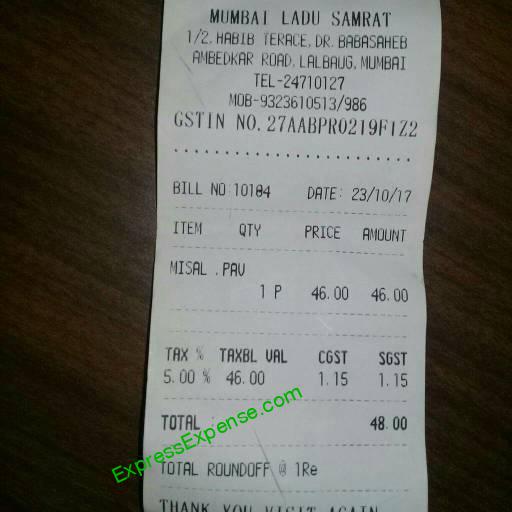 MUMBAI LADU SAMRAT
1/2, HABIB TERACE, DR. BABASAHEB
AMBEDKAR ROAD, LALBAUG, MUMBAI
TEL-24710127
MOB-9323610513/986
GSTIN NO. 27AABPR0219F1Z2
BILL NO 10184 DATE: 23/10/17
ITEM QTY PRICE AMOUNT
MISAL .PAV
1 P 46.00 46.00
TAX % TAXBL VAL CGST SGST
5.00 % 46.00 1.15 1.15
TOTAL : 48.00
ExpressExpense.com
TOTAL ROUNDOFF @ 1Re
THANK YOU VISIT AGAIN